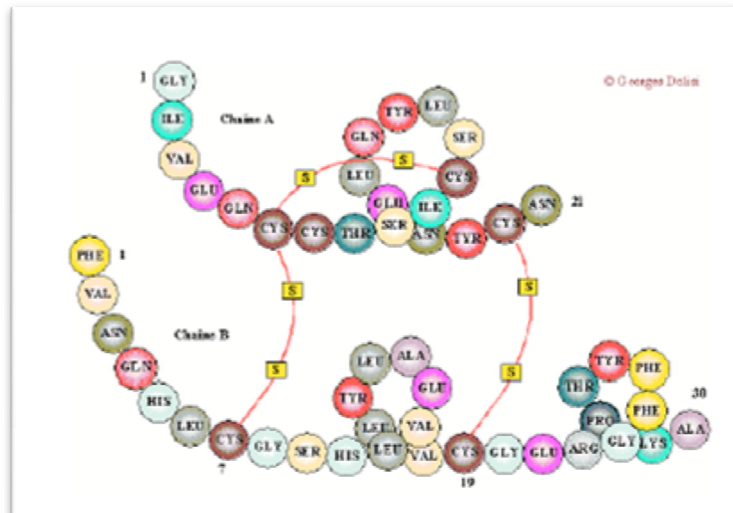 © Georges Dolisi
1
GLY
ILE
VAL
GLU
GLN
CYS
CYS
THR
SER
ILE
CYS
SER
LEU
TYR
GLN
LEU
GLU
ASN
TYR
CYS
ASN
21
Chaine A
S
S
S
S
S
S
1
PHE
VAL
ASN
GLN
HIS
LEU
CYS
7
GLY
SER
HIS
LEU
VAL
GLU
ALA
LEU
TYR
LEU
VAL
CYS
19
GLY
GLU
ARG
GLY
PHE
PHE
TYR
THR
PRO
LYS
ALA
30
Chaine B